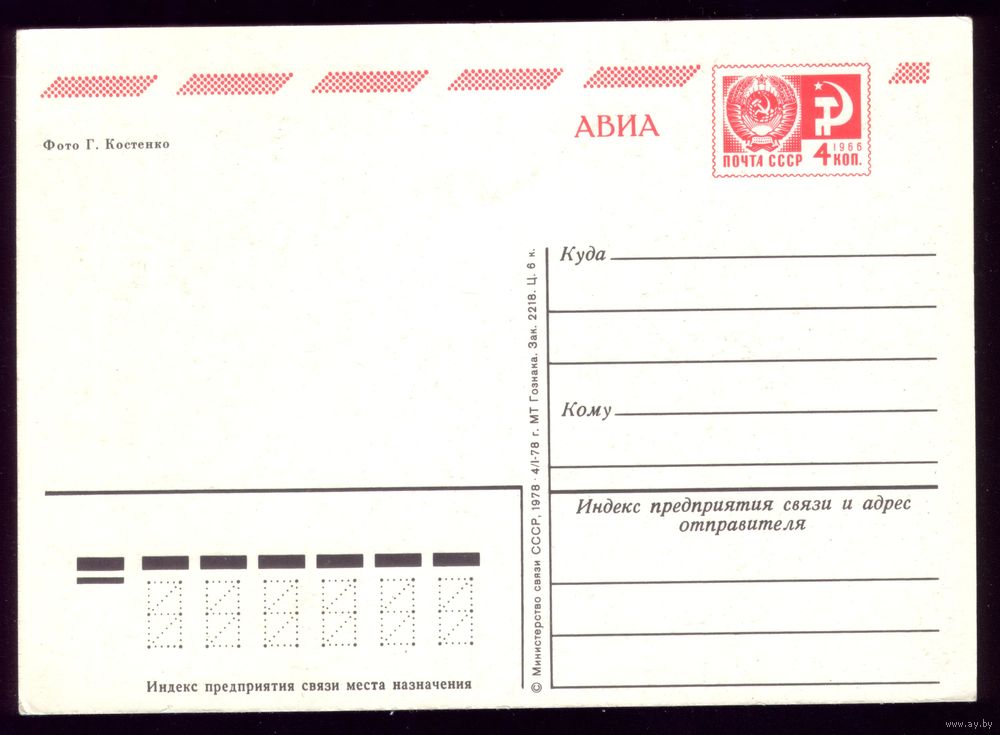 АВИА
ПОЧТА СССР
1966
4 КОП.
Фото Г. Костенко
Куда
Кому
Индекс предприятия связи и адрес
отправителя
© Министерство связи СССР, 1978 · 4/I-78 г. МТ Гознака. Зак. 2218. Ц. 6 к.
Индекс предприятия связи места назначения
www.ay.by